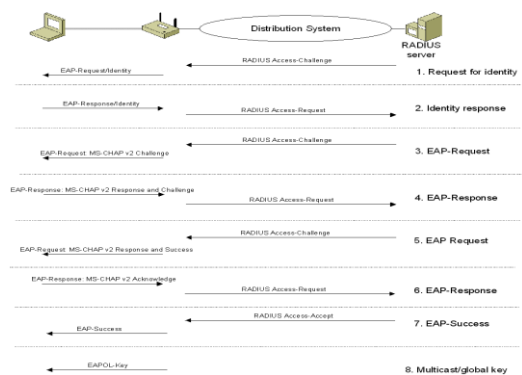 Distribution System
RADIUS
server
RADIUS Access-Challenge
EAP-Request/Identity
1. Request for identity
EAP-Response/Identity
RADIUS Access-Request
2. Identity response
RADIUS Access-Challenge
EAP-Request: MS-CHAP v2 Challenge
3. EAP-Request
EAP-Response: MS-CHAP v2 Response and Challenge
RADIUS Access-Request
4. EAP-Response
RADIUS Access-Challenge
EAP-Request: MS-CHAP v2 Response and Success
5. EAP Request
EAP-Response: MS-CHAP v2 Acknowledge
RADIUS Access-Request
6. EAP-Response
RADIUS Access-Accept
EAP-Success
7. EAP-Success
EAPOL-Key
8. Multicast/global key